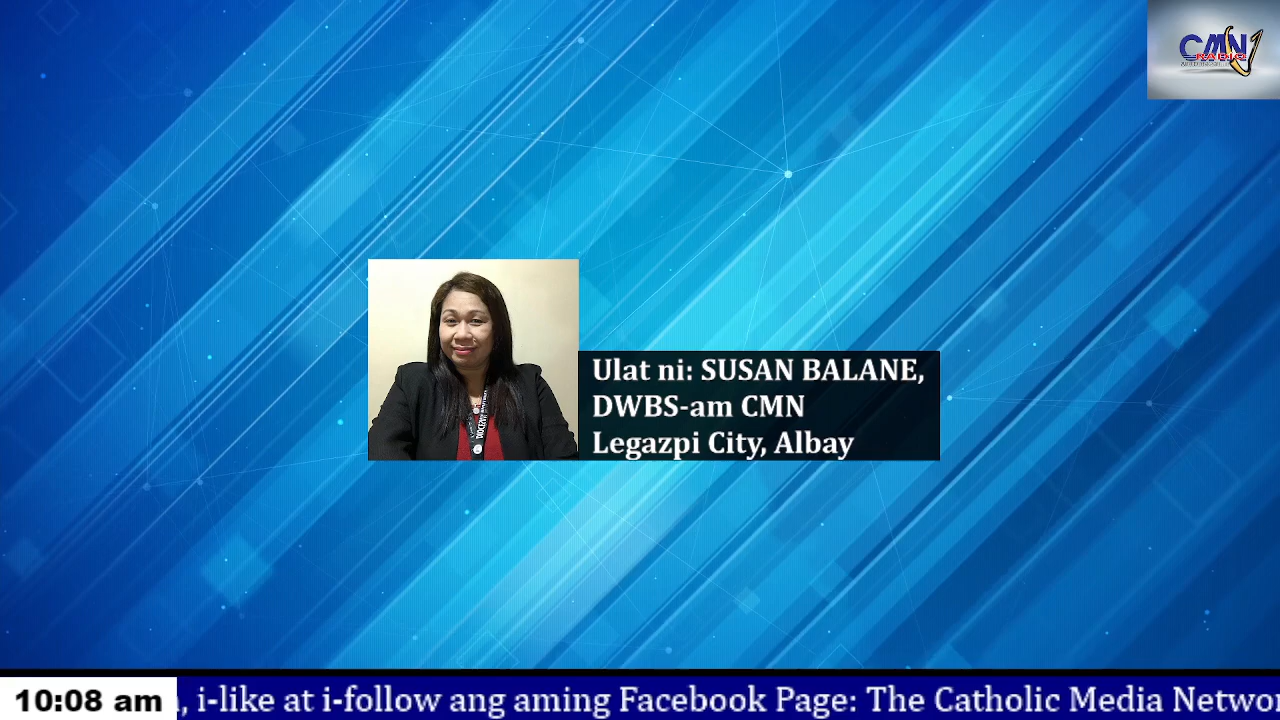 CMN
RADIO
Ulat ni: SUSAN BALANE,
DWBS-am CMN
Legazpi City, Albay
10:08 am
, i-like at i-follow ang aming Facebook Page: The Catholic Media Networ